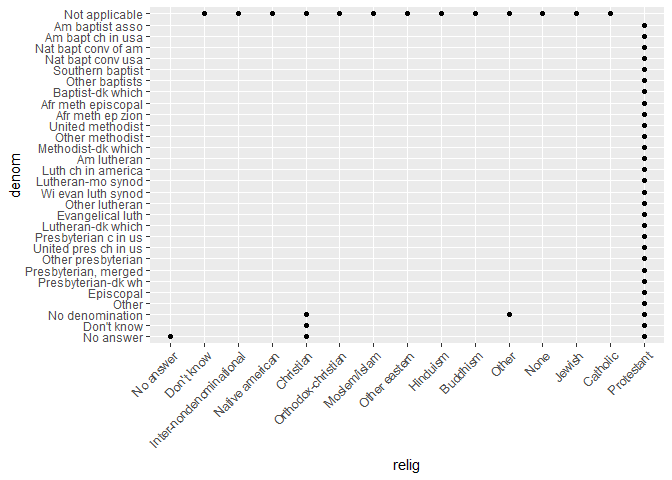 Not applicable
Am baptist asso
Am bapt ch in usa
Nat bapt conv of am
Nat bapt conv usa
Southern baptist
Other baptists
Baptist-dk which
Afr meth episcopal
Afr meth ep zion
United methodist
Other methodist
Methodist-dk which
Am lutheran
Luth ch in america
Lutheran-mo synod
Wi evan luth synod
Other lutheran
Evangelical luth
Lutheran-dk which
Presbyterian c in us
United pres ch in us
Other presbyterian
Presbyterian, merged
Presbyterian-dk wh
Episcopal
Other
No denomination
Don't know
No answer
denom
No answer
Don't know
Inter-nondenominational
Native american
Christian
Orthodox-christian
Moslem/islam
Other eastern
Hinduism
Buddhism
Other
None
Jewish
Catholic
Protestant
relig